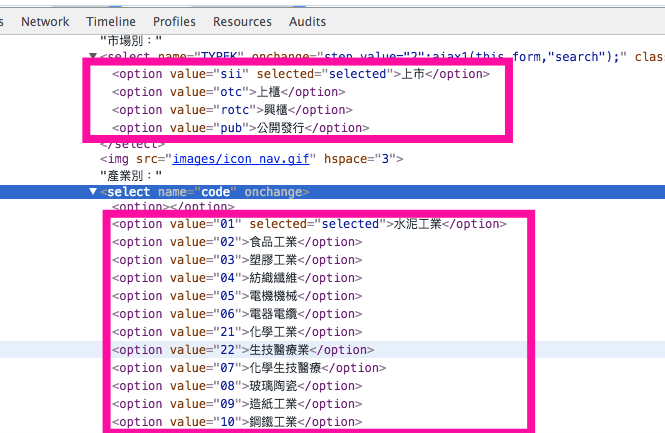 s Network Timeline Profiles Resources Audits
"市場別："
▼<select name="TYPEK" onchange="step.value="2";ajax1(this.form,"search");" clas
<option value="sii" selected="selected">上市</option>
<option value="otc">上櫃</option>
<option value="rotc">興櫃</option>
<option value="pub">公開發行</option>
</select>
<img src="images/icon_nav.gif" hspace="3">
"產業別："
▼<select name="code" onchange>
<option></option>
<option value="01" selected="selected">水泥工業</option>
<option value="02">食品工業</option>
<option value="03">塑膠工業</option>
<option value="04">紡織纖維</option>
<option value="05">電機機械</option>
<option value="06">電器電纜</option>
<option value="21">化學工業</option>
<option value="22">生技醫療業</option>
<option value="07">化學生技醫療</option>
<option value="08">玻璃陶瓷</option>
<option value="09">造紙工業</option>
<option value="10">鋼鐵工業</option>